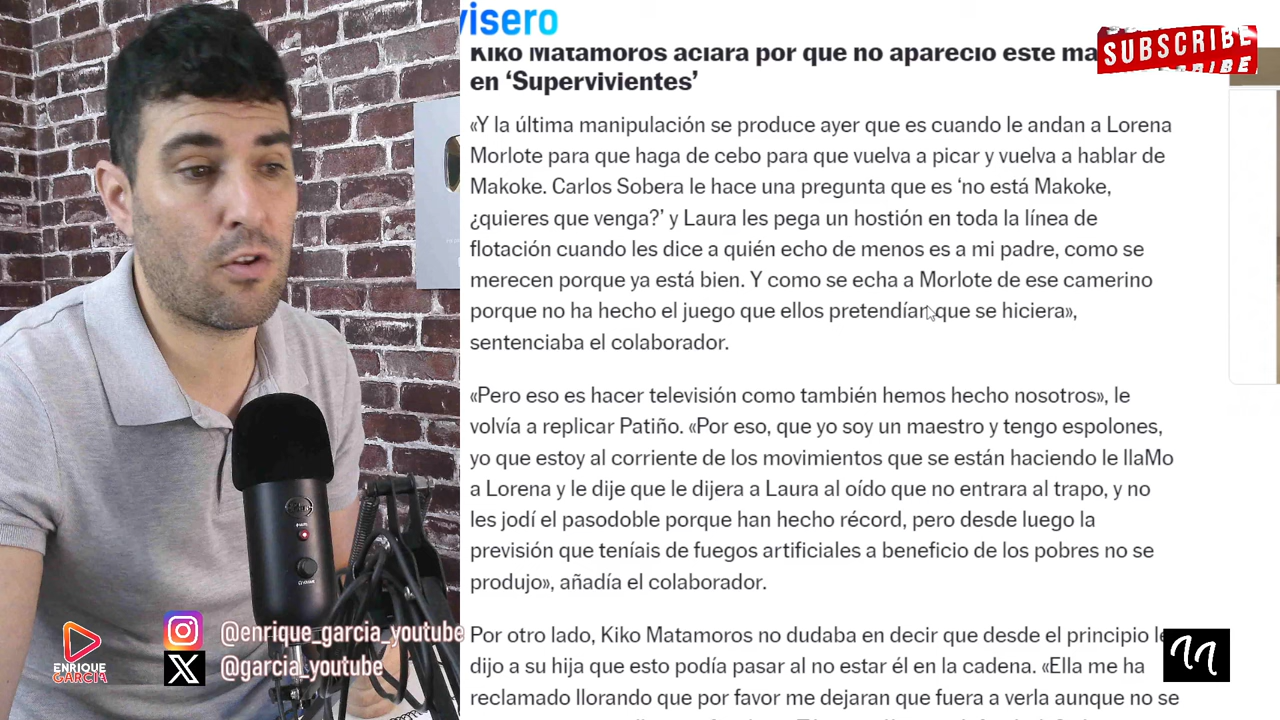 visero
SUBSCRIBE
Kiko Matamoros aclara por qué no apareció este ma
en ‘Supervivientes’
«Y la última manipulación se produce ayer que es cuando le andan a Lorena
Morlote para que haga de cebo para que vuelva a picar y vuelva a hablar de
Makoke. Carlos Sobera le hace una pregunta que es ‘no está Makoke,
¿quieres que venga?’ y Laura les pega un hostión en toda la línea de
flotación cuando les dice a quién echo de menos es a mi padre, como se
merecen porque ya está bien. Y como se echa a Morlote de ese camerino
porque no ha hecho el juego que ellos pretendían que se hiciera»,
sentenciaba el colaborador.
«Pero eso es hacer televisión como también hemos hecho nosotros», le
volvía a replicar Patiño. «Por eso, que yo soy un maestro y tengo espolones,
yo que estoy al corriente de los movimientos que se están haciendo le llaMo
a Lorena y le dije que le dijera a Laura al oído que no entrara al trapo, y no
les jodí el pasodoble porque han hecho récord, pero desde luego la
previsión que teníais de fuegos artificiales a beneficio de los pobres no se
produjo», añadía el colaborador.
Por otro lado, Kiko Matamoros no dudaba en decir que desde el principio le
dijo a su hija que esto podía pasar al no estar él en la cadena. «Ella me ha
reclamado llorando que por favor me dejaran que fuera a verla aunque no se
@enrique_garcia_youtube
@garcia_youtube
ENRIQUE
GARCIA